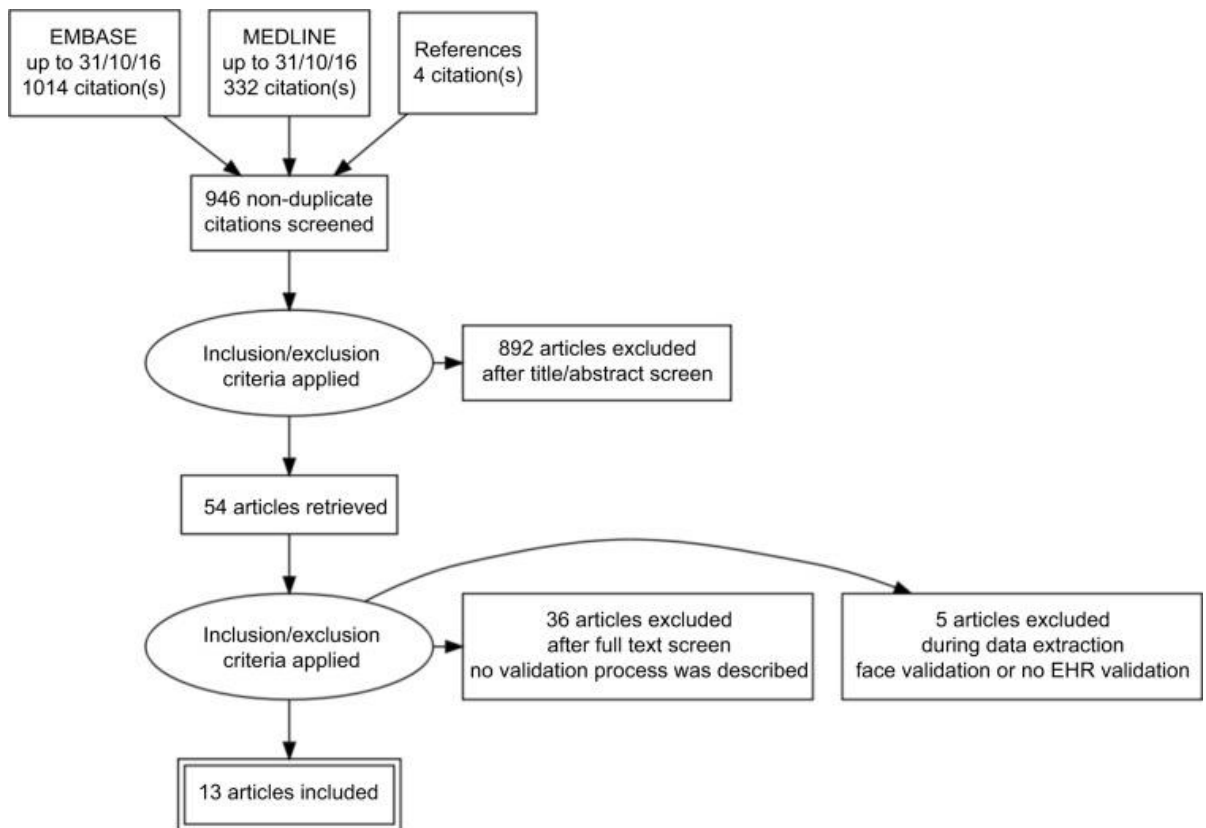 EMBASE
up to 31/10/16
1014 citation(s)
MEDLINE
up to 31/10/16
332 citation(s)
References
4 citation(s)
946 non-duplicate
citations screened
Inclusion/exclusion
criteria applied
892 articles excluded
after title/abstract screen
54 articles retrieved
Inclusion/exclusion
criteria applied
36 articles excluded
after full text screen
no validation process was described
5 articles excluded
during data extraction
face validation or no EHR validation
13 articles included